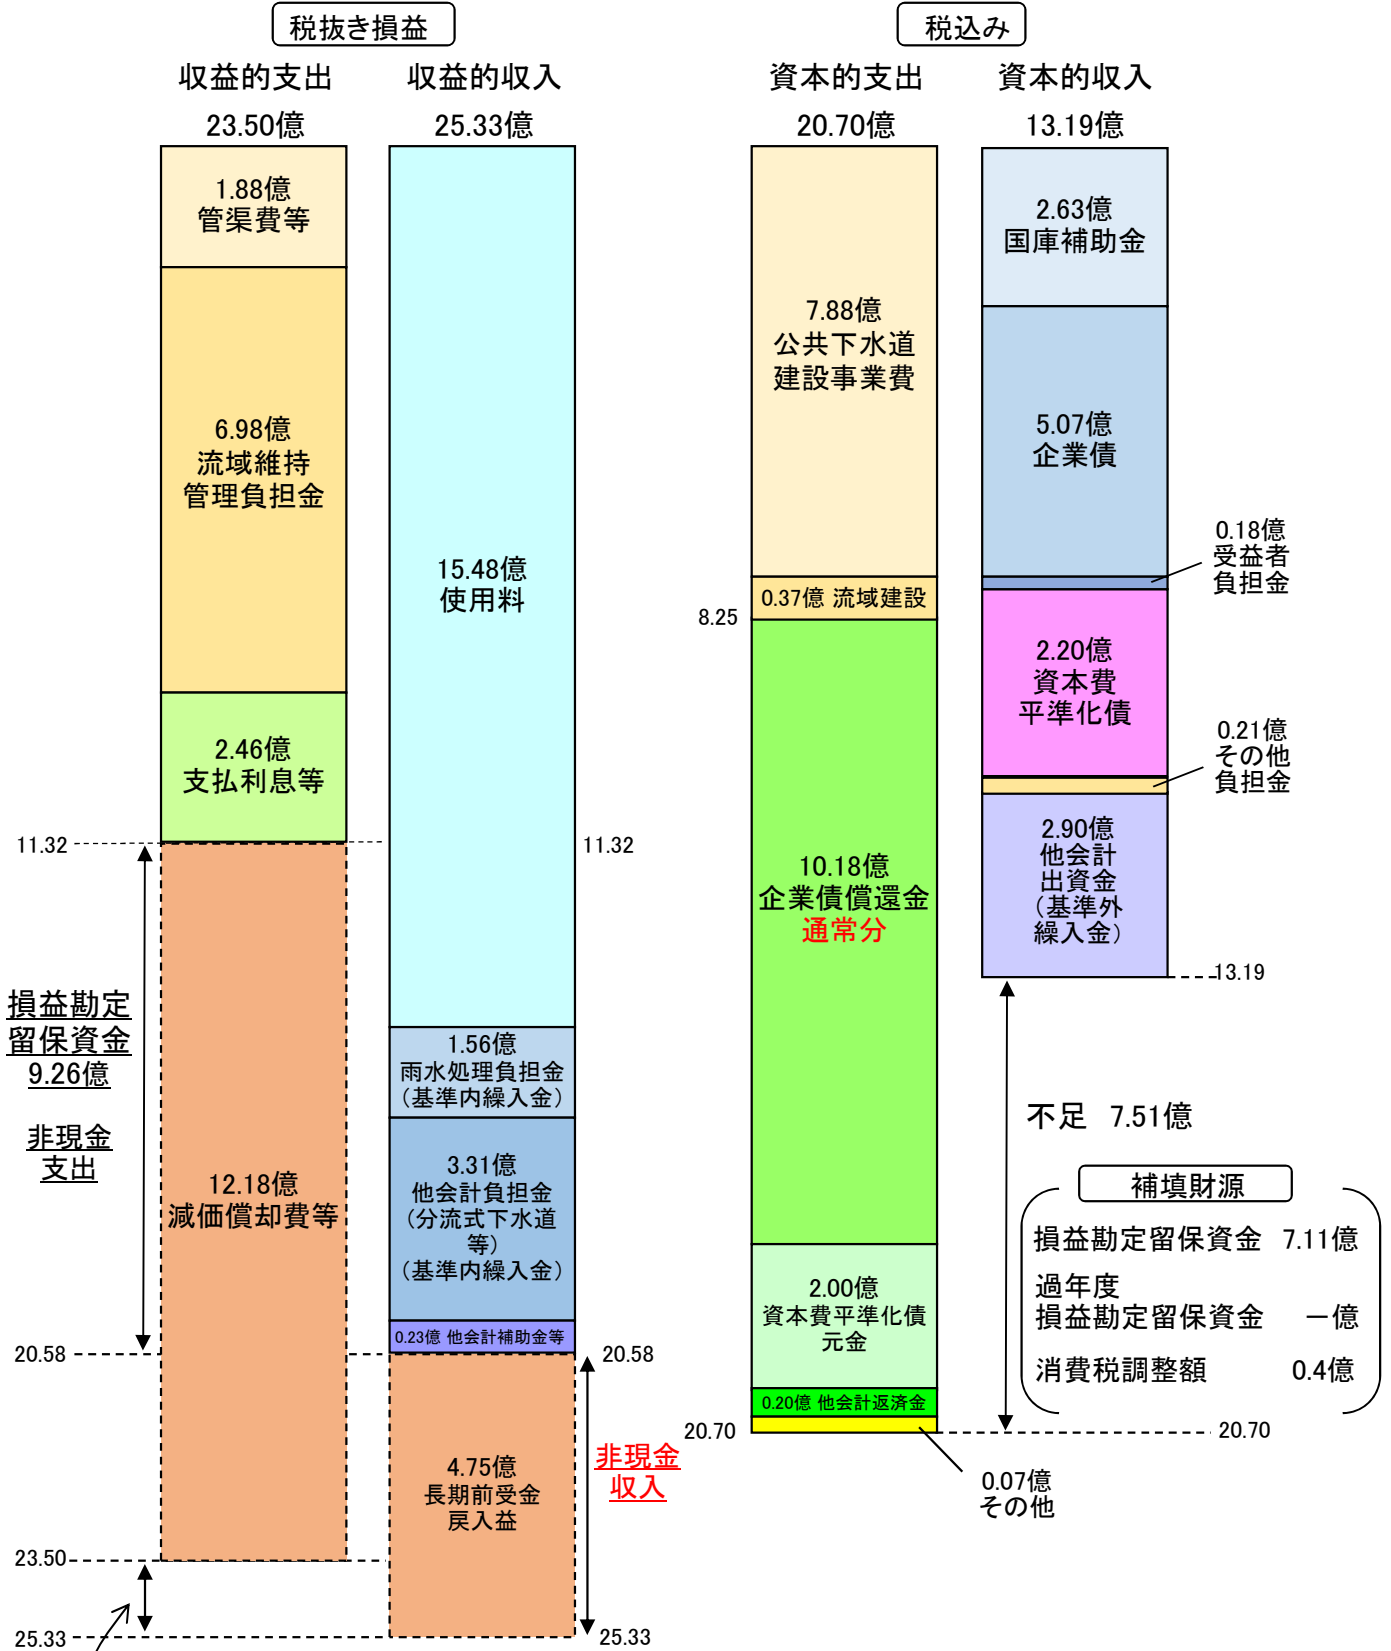 税抜き損益
収益的支出
23.50億
1.88億
管渠費等
6.98億
流域維持
管理負担金
2.46億
支払利息等
11.32
損益勘定
留保資金
9.26億
非現金
支出
12.18億
減価償却費等
20.58
23.50
25.33
収益的収入
25.33億
15.48億
使用料
11.32
1.56億
雨水処理負担金
（基準内繰入金）
3.31億
他会計負担金
（分流式下水道
等）
（基準内繰入金）
0.23億 他会計補助金等
20.58
4.75億
長期前受金
戻入益
非現金
収入
25.33
税込み
資本的支出
20.70億
7.88億
公共下水道
建設事業費
0.37億 流域建設
8.25
10.18億
企業債償還金
通常分
2.00億
資本費平準化債
元金
0.20億 他会計返済金
20.70
0.07億
その他
資本的収入
13.19億
2.63億
国庫補助金
5.07億
企業債
0.18億
受益者
負担金
2.20億
資本費
平準化債
0.21億
その他
負担金
2.90億
他会計
出資金
（基準外
繰入金）
13.19
不足 7.51億
補填財源
損益勘定留保資金 7.11億
過年度
損益勘定留保資金 ー億
消費税調整額 0.4億
20.70